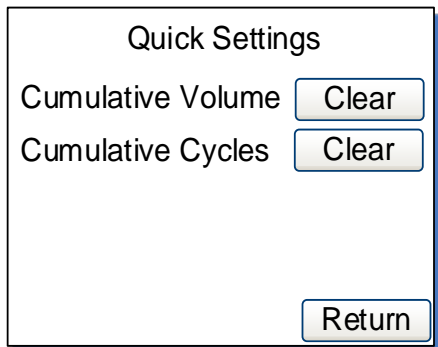 Quick Settings
Cumulative Volume Clear
Cumulative Cycles Clear
Return